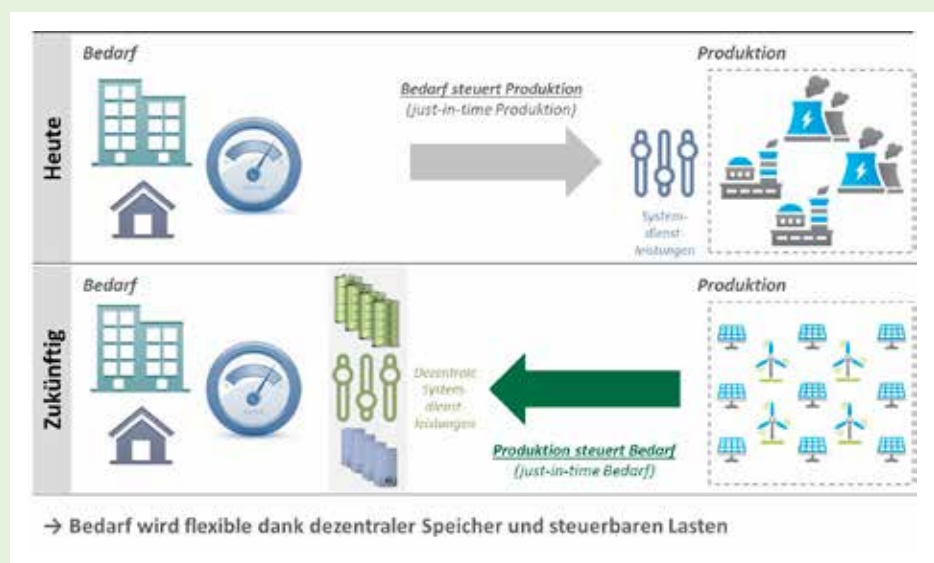 Heute
Bedarf
Bedarf steuert Produktion
(just-in-time Produktion)
System-
dienst-
leistungen
Produktion
Zukünftig
Bedarf
Dezentrale
System-
dienst-
leistungen
Produktion steuert Bedarf
(just-in-time Bedarf)
Produktion
→ Bedarf wird flexible dank dezentraler Speicher und steuerbaren Lasten